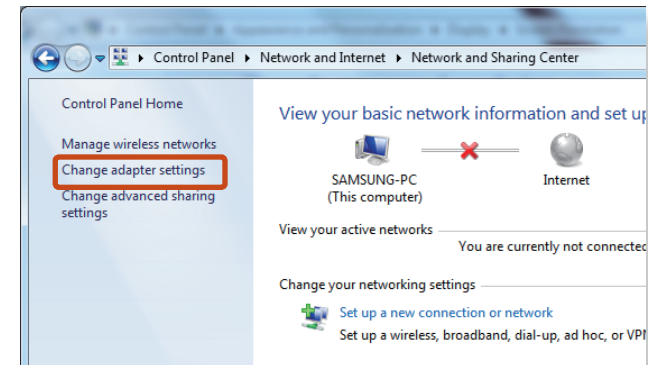 Control Panel ▸ Network and Internet ▸ Network and Sharing Center
Control Panel Home
Manage wireless networks
Change adapter settings
Change advanced sharing
settings
View your basic network information and set up
SAMSUNG-PC
(This computer)
Internet
View your active networks
You are currently not connected
Change your networking settings
Set up a new connection or network
Set up a wireless, broadband, dial-up, ad hoc, or VPN